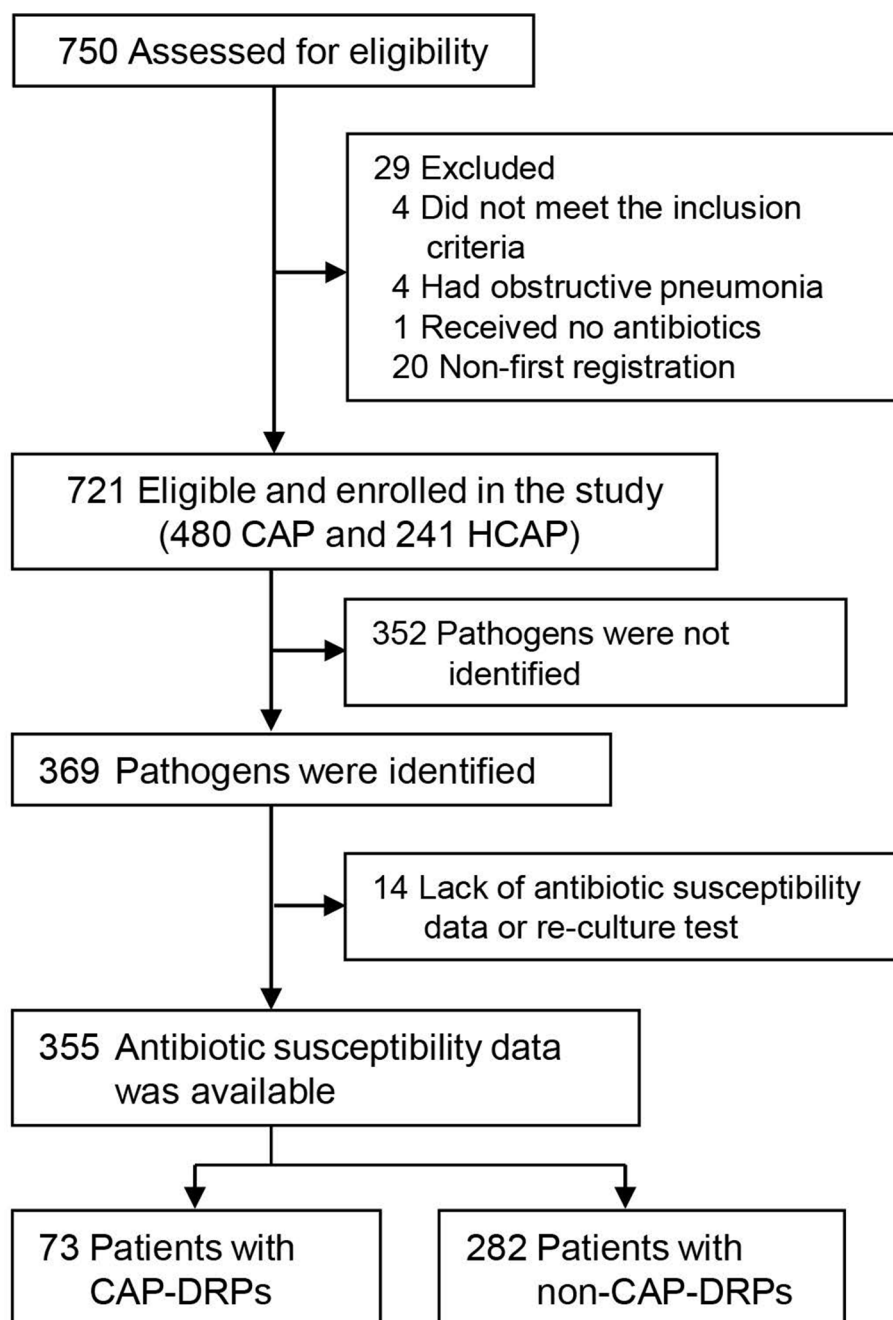 750 Assessed for eligibility
29 Excluded
4 Did not meet the inclusion
criteria
4 Had obstructive pneumonia
1 Received no antibiotics
20 Non-first registration
721 Eligible and enrolled in the study
(480 CAP and 241 HCAP)
352 Pathogens were not
identified
369 Pathogens were identified
14 Lack of antibiotic susceptibility
data or re-culture test
355 Antibiotic susceptibility data
was available
73 Patients with
CAP-DRPs
282 Patients with
non-CAP-DRPs